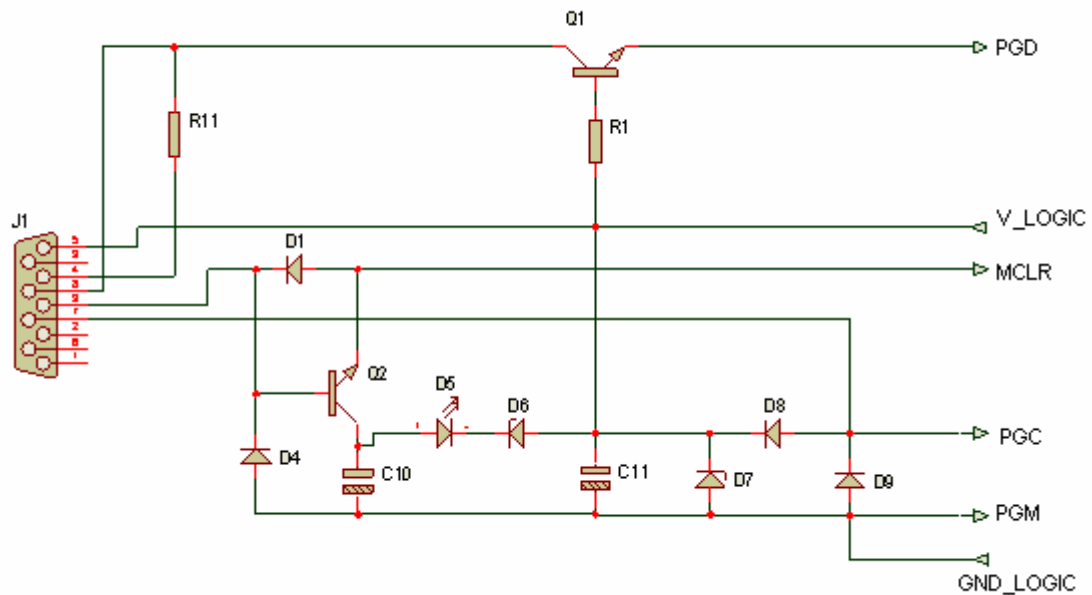 Q1
PGD
R11
R1
J1
V_LOGIC
D1
MCLR
Q2
D5
D6
D8
PGC
D4
C10
C11
D7
D9
PGM
GND_LOGIC